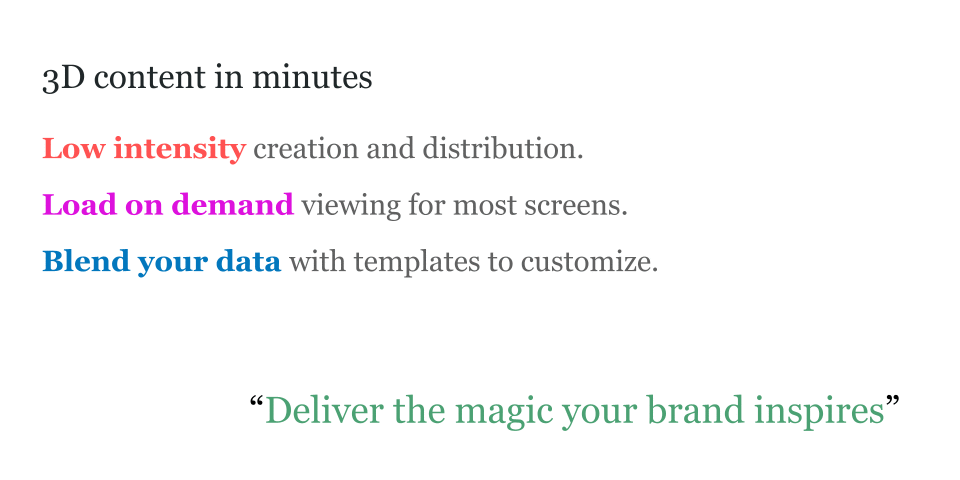 3D content in minutes
Low intensity creation and distribution.
Load on demand viewing for most screens.
Blend your data with templates to customize.
“Deliver the magic your brand inspires”